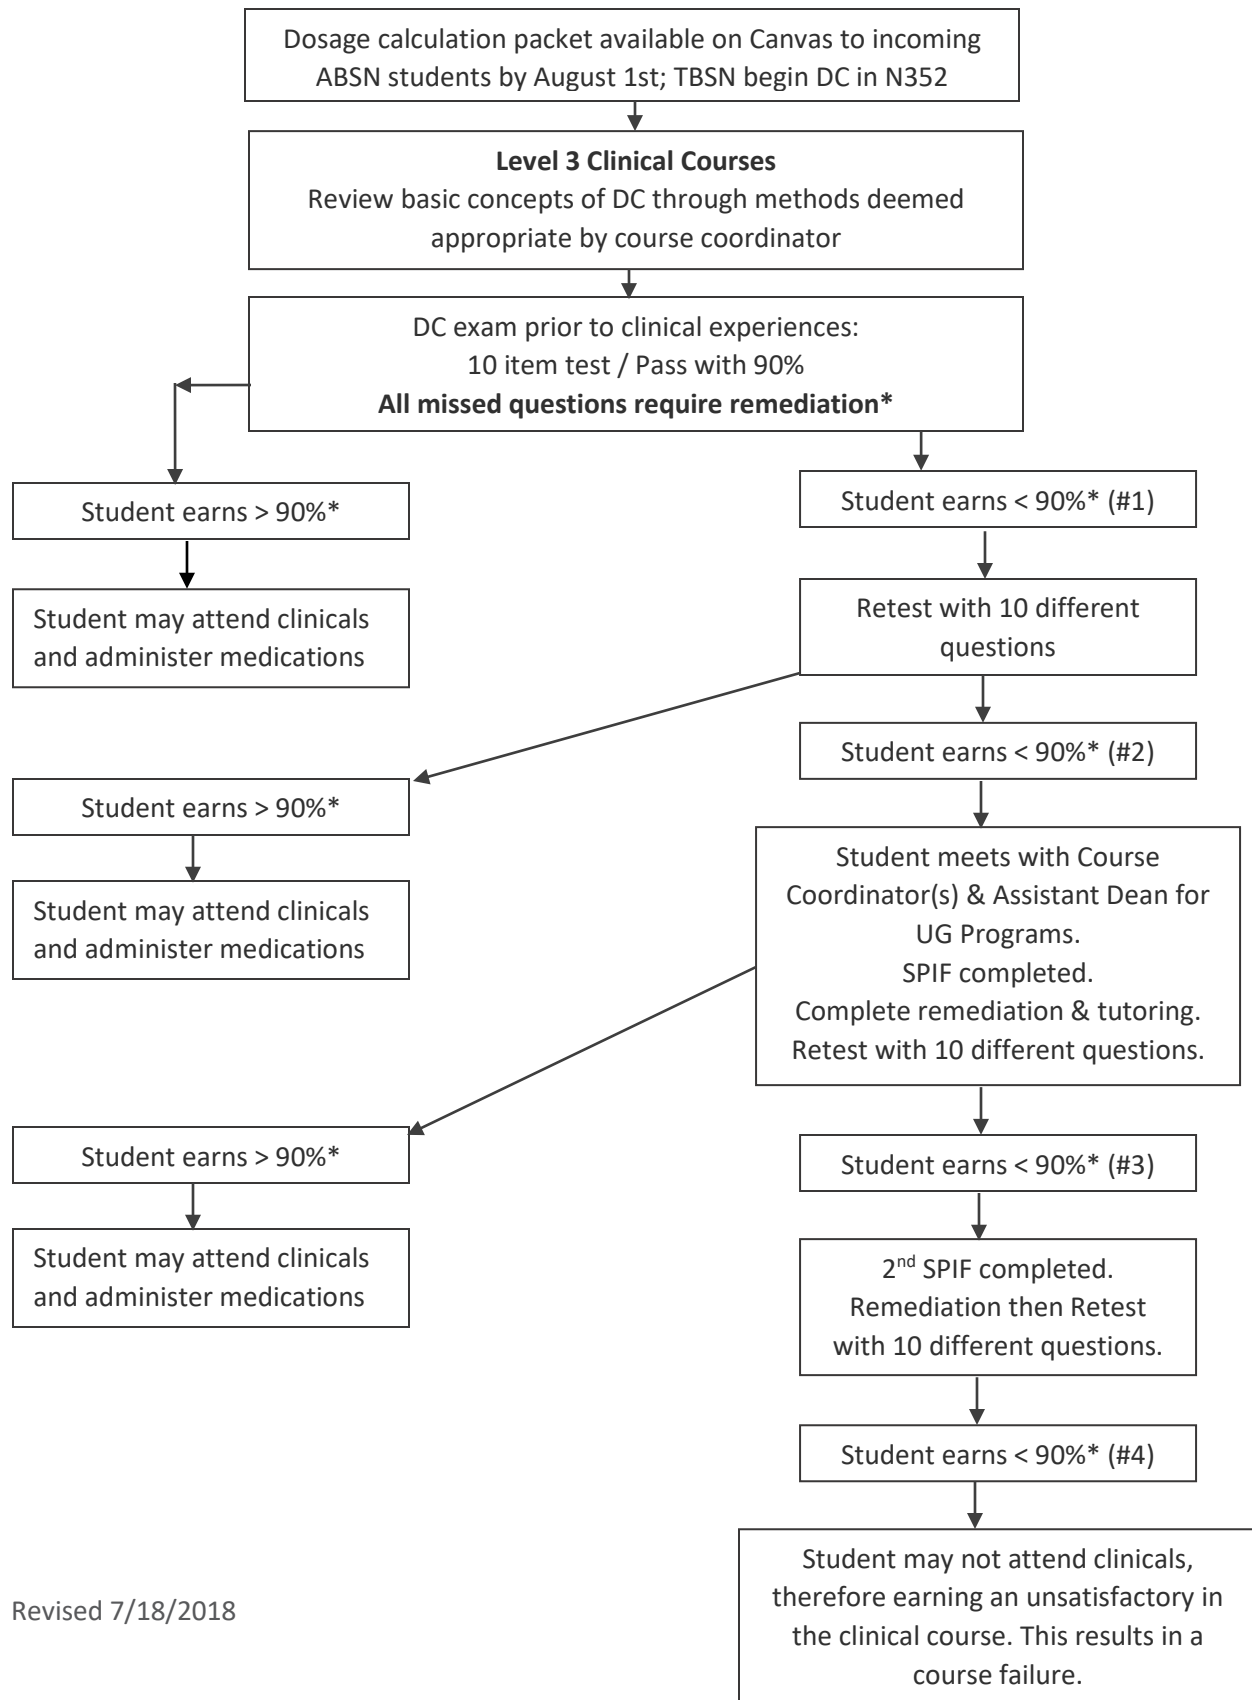 Dosage calculation packet available on Canvas to incoming
ABSN students by August 1st; TBSN begin DC in N352
Level 3 Clinical Courses
Review basic concepts of DC through methods deemed
appropriate by course coordinator
DC exam prior to clinical experiences:
10 item test / Pass with 90%
All missed questions require remediation*
Student earns > 90%*
Student may attend clinicals
and administer medications
Student earns < 90%* (#1)
Retest with 10 different
questions
Student earns < 90%* (#2)
Student earns > 90%*
Student may attend clinicals
and administer medications
Student meets with Course
Coordinator(s) & Assistant Dean for
UG Programs.
SPIF completed.
Complete remediation & tutoring.
Retest with 10 different questions.
Student earns > 90%*
Student may attend clinicals
and administer medications
Student earns < 90%* (#3)
2nd SPIF completed.
Remediation then Retest
with 10 different questions.
Student earns < 90%* (#4)
Student may not attend clinicals,
therefore earning an unsatisfactory in
the clinical course. This results in a
course failure.
Revised 7/18/2018